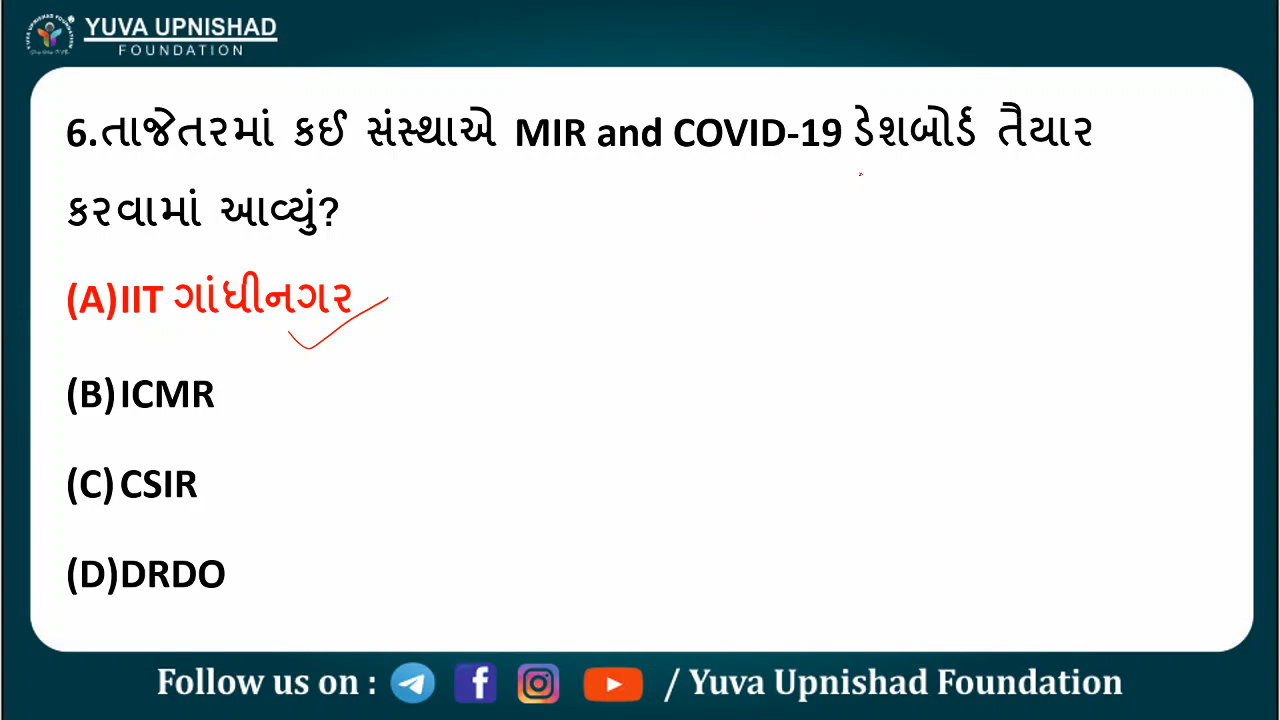 YUVA UPNISHAD
FOUNDATION
6.તાજેતરમાં કઈ સંસ્થાએ MIR and COVID-19 ડેશબોર્ડ તૈયાર
કરવામાં આવ્યું?
(A)IIT ગાંધીનગર
(B)ICMR
(C)CSIR
(D)DRDO
Follow us on : / Yuva Upnishad Foundation